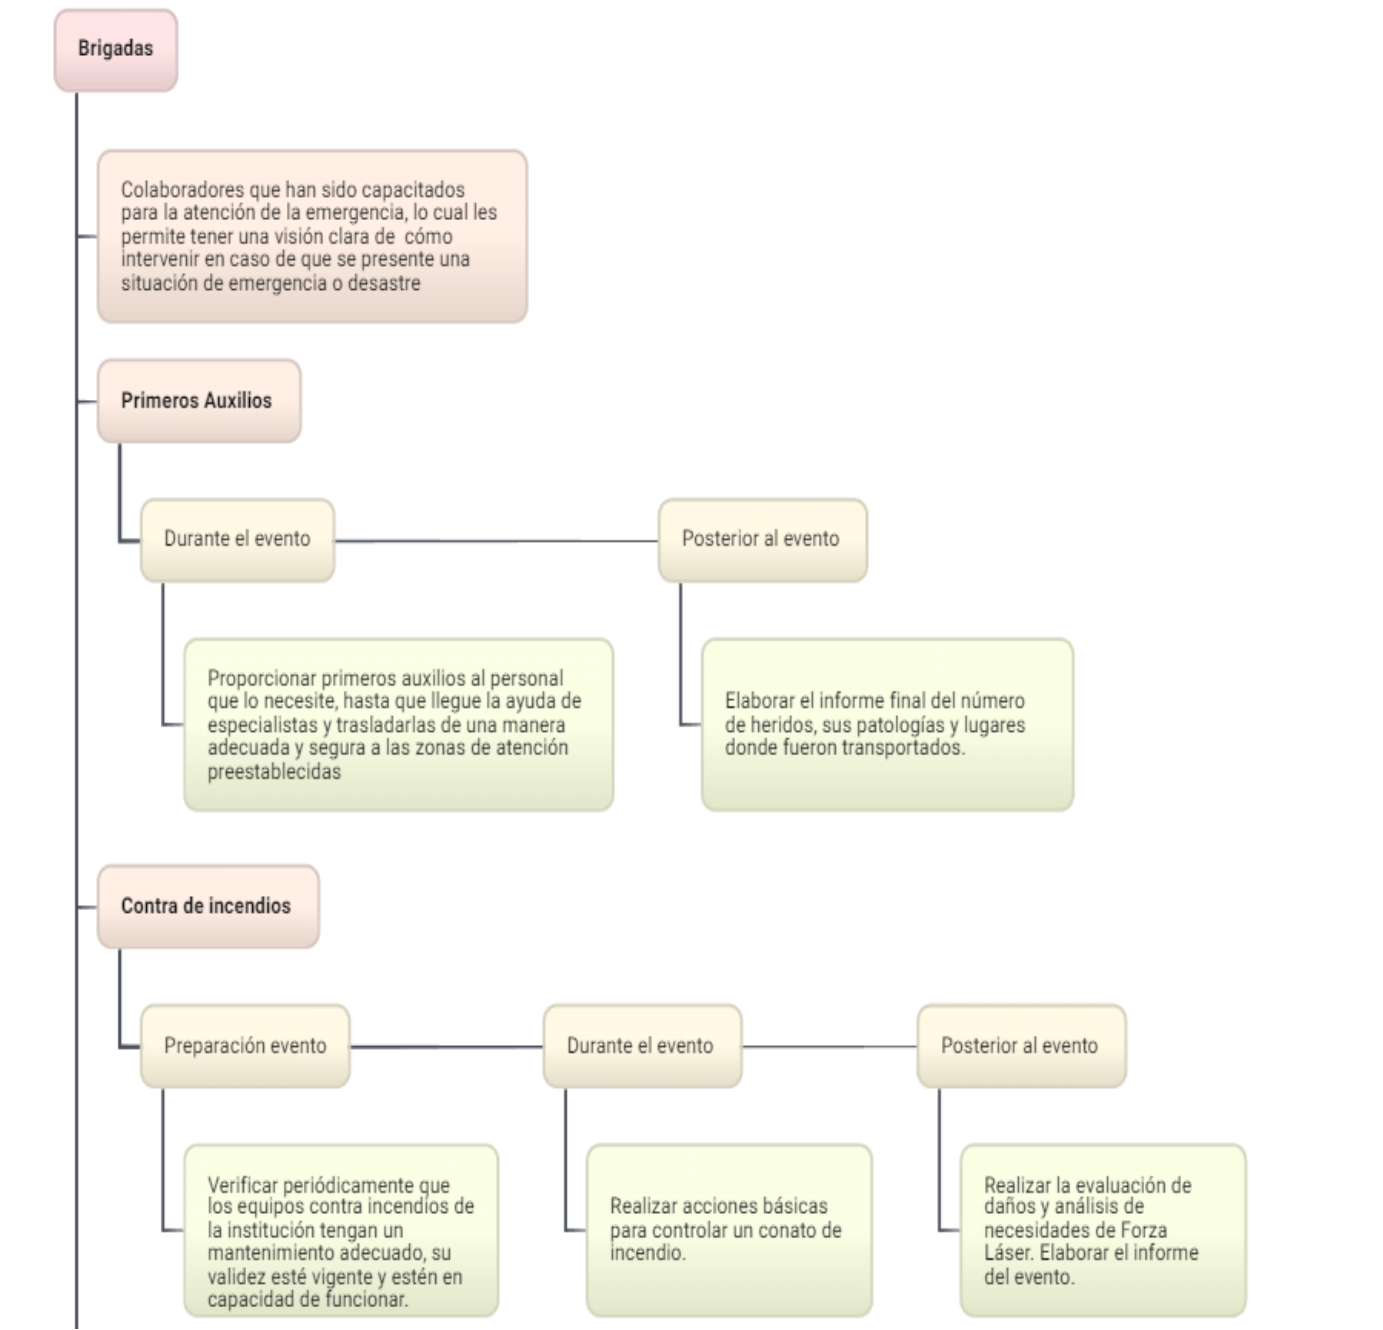 Brigadas
Colaboradores que han sido capacitados
para la atención de la emergencia, lo cual les
permite tener una visión clara de cómo
intervenir en caso de que se presente una
situación de emergencia o desastre
Primeros Auxilios
Durante el evento
Posterior al evento
Proporcionar primeros auxilios al personal
que lo necesite, hasta que llegue la ayuda de
especialistas y trasladarlas de una manera
adecuada y segura a las zonas de atención
preestablecidas
Elaborar el informe final del número
de heridos, sus patologías y lugares
donde fueron transportados.
Contra de incendios
Preparación evento
Durante el evento
Posterior al evento
Verificar periódicamente que
los equipos contra incendios de
la institución tengan un
mantenimiento adecuado, su
validez esté vigente y estén en
capacidad de funcionar.
Realizar acciones básicas
para controlar un conato de
incendio.
Realizar la evaluación de
daños y análisis de
necesidades de Forza
Láser. Elaborar el informe
del evento.